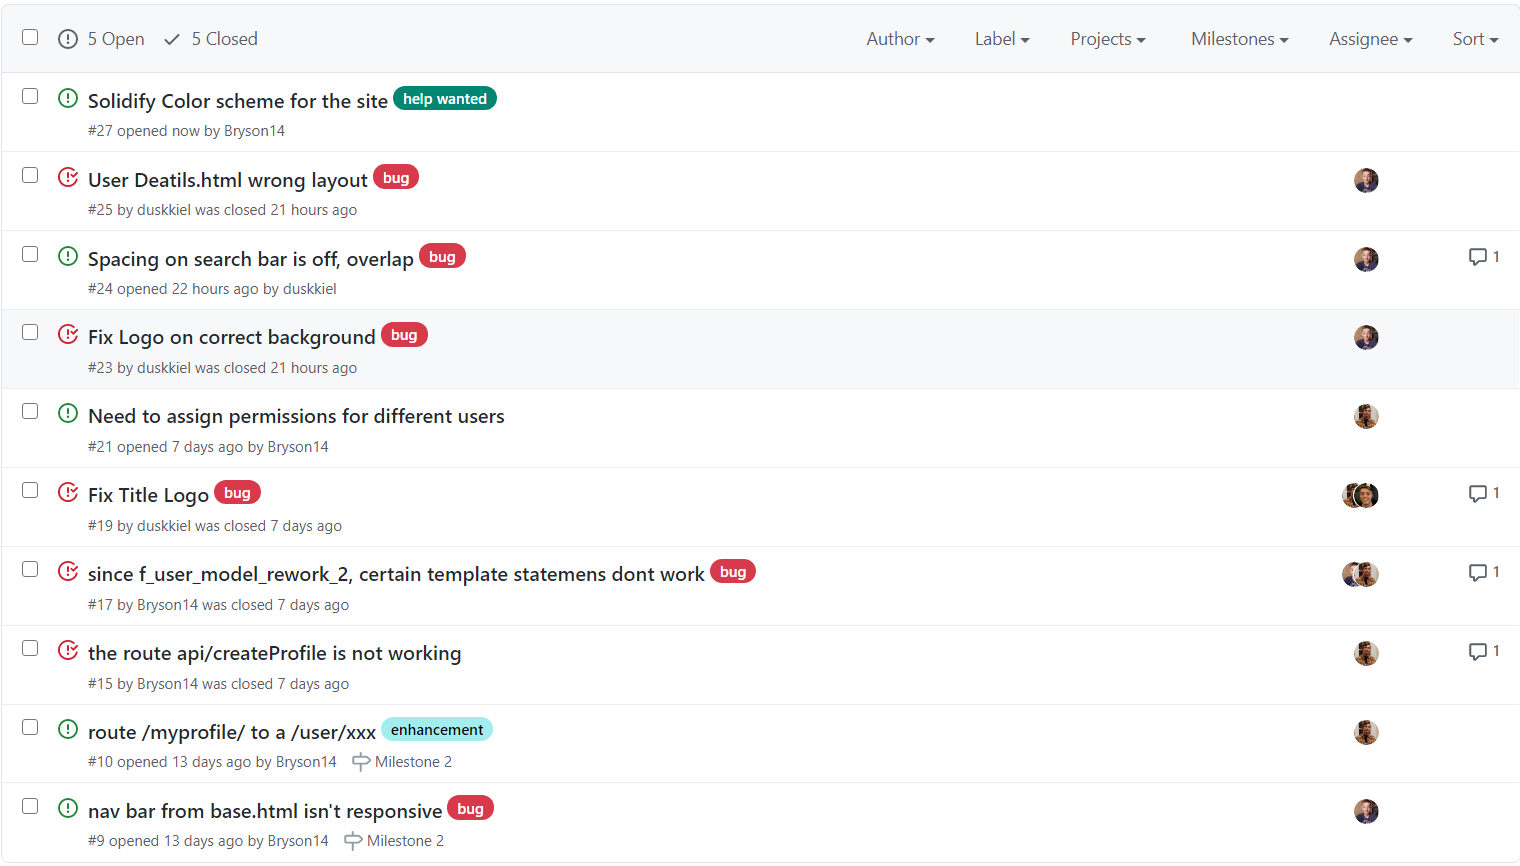 5 Open 5 Closed Author Label Projects Milestones Assignee Sort
Solidify Color scheme for the site help wanted
#27 opened now by Bryson14
User Deatils.html wrong layout bug
#25 by duskkiel was closed 21 hours ago
Spacing on search bar is off, overlap bug 1
#24 opened 22 hours ago by duskkiel
Fix Logo on correct background bug
#23 by duskkiel was closed 21 hours ago
Need to assign permissions for different users
#21 opened 7 days ago by Bryson14
Fix Title Logo bug 1
#19 by duskkiel was closed 7 days ago
since f_user_model_rework_2, certain template statemens dont work bug 1
#17 by Bryson14 was closed 7 days ago
the route api/createProfile is not working 1
#15 by Bryson14 was closed 7 days ago
route /myprofile/ to a /user/xxx enhancement
#10 opened 13 days ago by Bryson14 Milestone 2
nav bar from base.html isn't responsive bug
#9 opened 13 days ago by Bryson14 Milestone 2